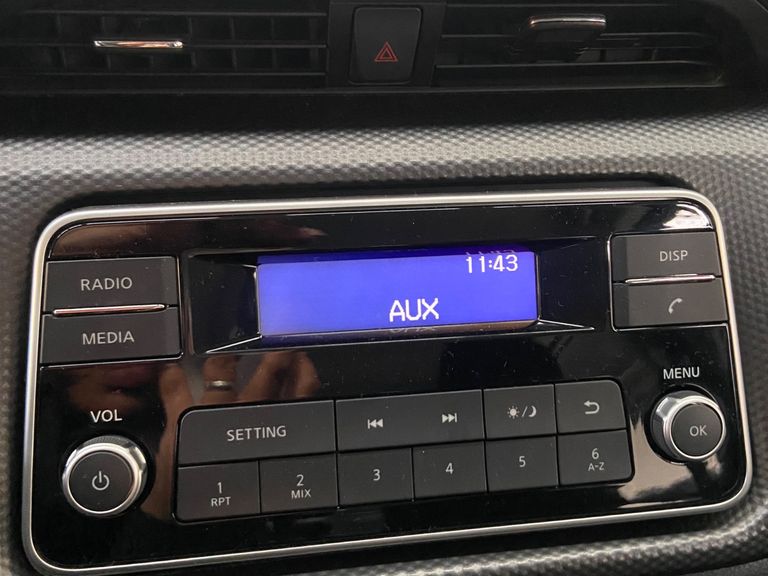 11:43
AUX
RADIO
MEDIA
DISP
MENU
OK
VOL
SETTING
1
RPT
2
MIX
3
4
5
6
A-Z